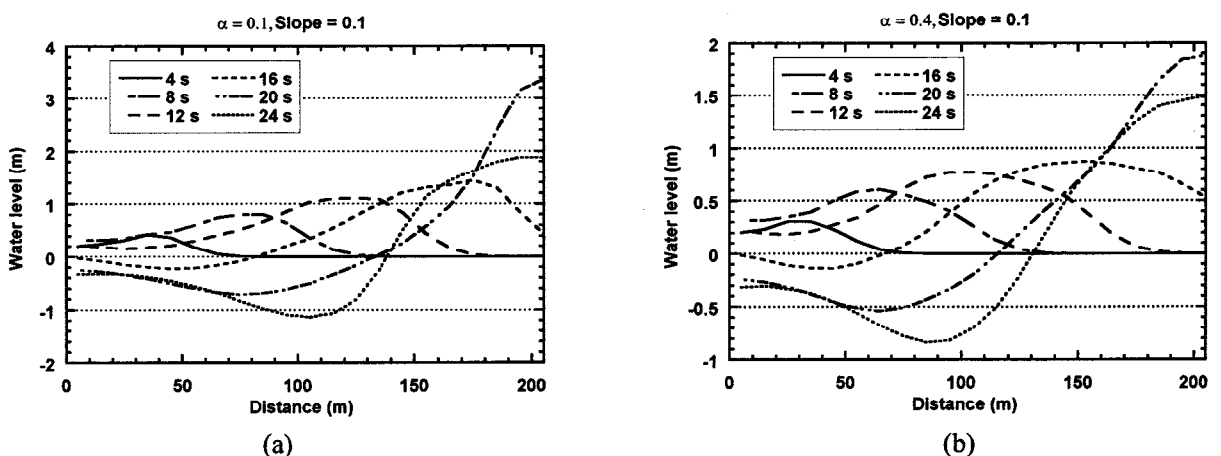 α = 0.1, Slope = 0.1
4
3
2
1
0
-1
-2
Water level (m)
4 s
8 s
12 s
16 s
20 s
24 s
0
50
100
150
200
Distance (m)
(a)
α = 0.4, Slope = 0.1
2
1.5
1
0.5
0
-0.5
-1
Water level (m)
4 s
8 s
12 s
16 s
20 s
24 s
0
50
100
150
200
Distance (m)
(b)